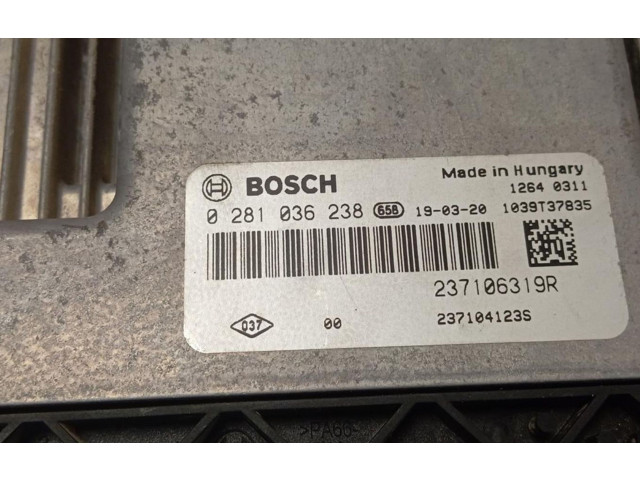 BOSCH
Made in Hungary
1264 0311
0 281 036 238 65B 19-03-20 1039T37835
237106319R
037 00 237104123S
>PA66-